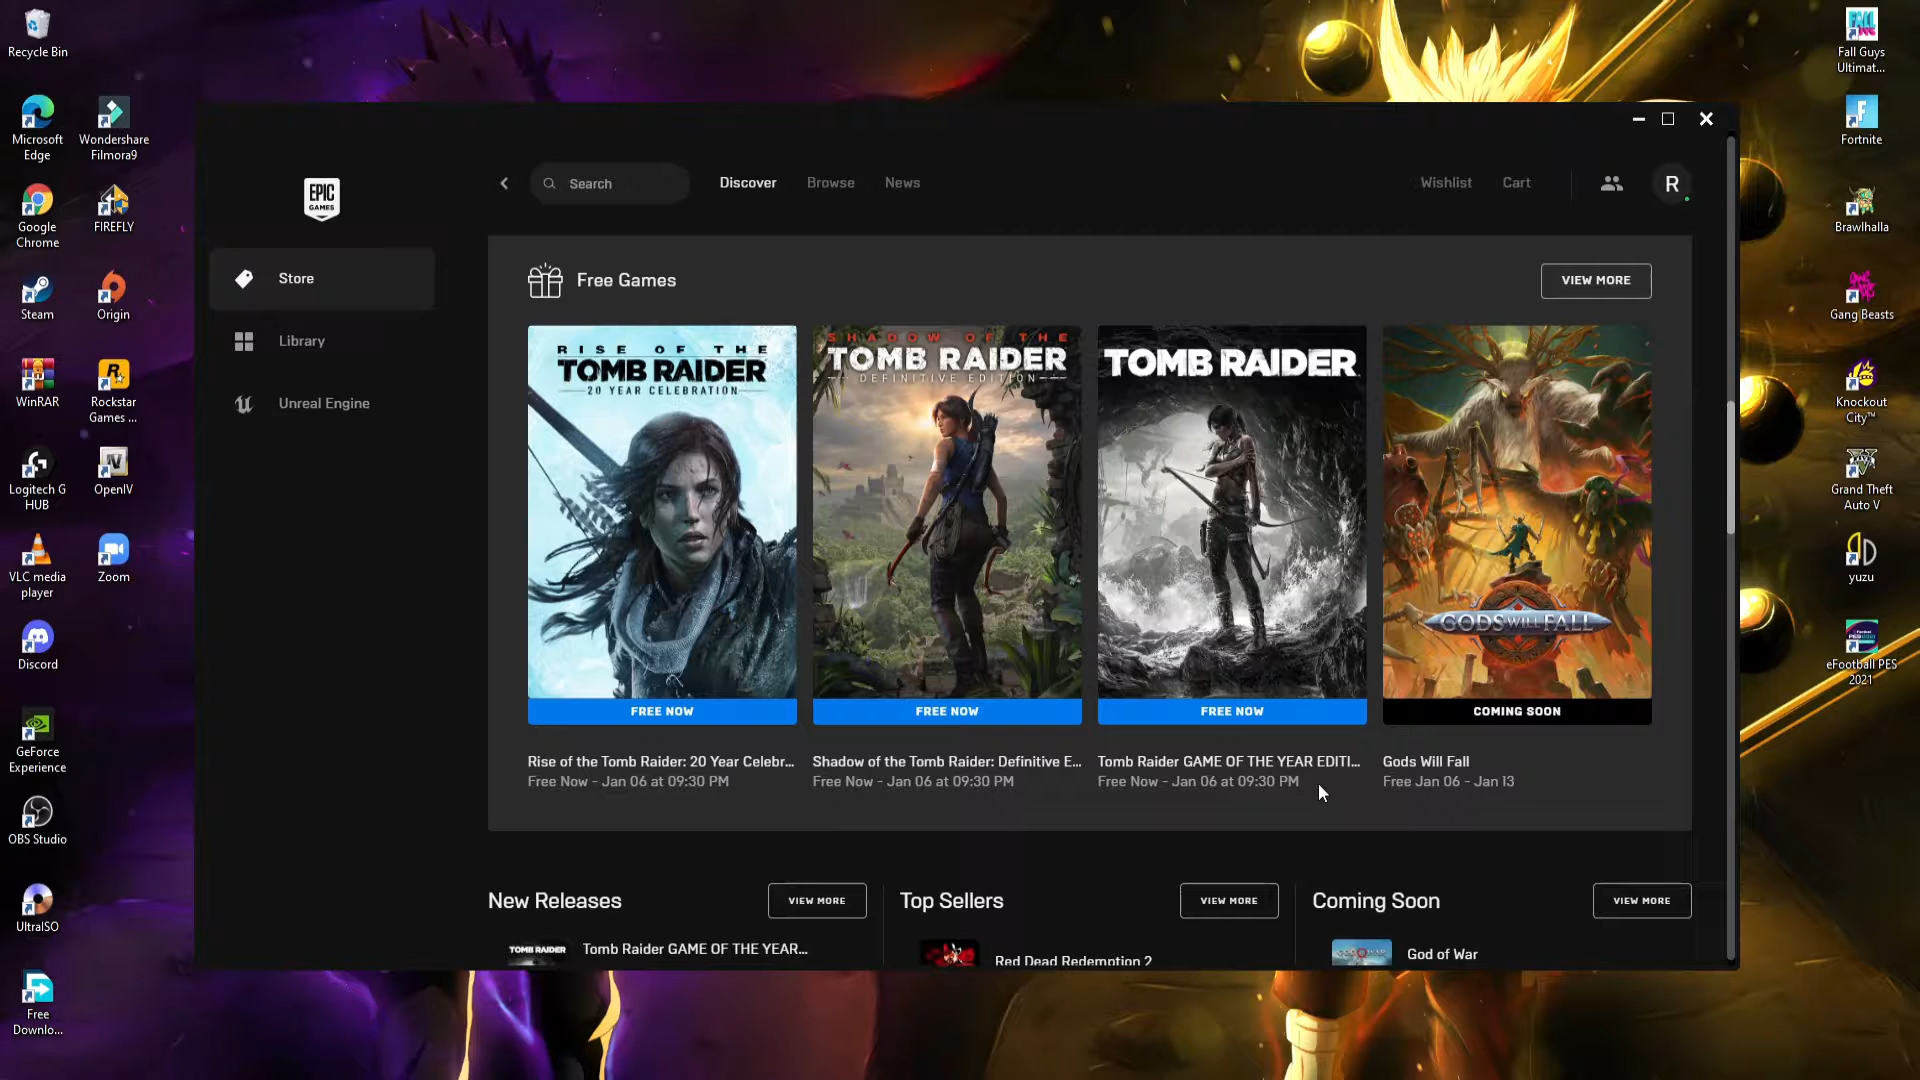 Recycle Bin
Microsoft
Edge
Wondershare
Filmora9
Google
Chrome
FIREFLY
Steam
Origin
WinRAR
Rockstar
Games ...
Logitech G
HUB
OpenIV
VLC media
player
Zoom
Discord
GeForce
Experience
OBS Studio
UltraISO
Free
Downlo...
EPIC
GAMES
Store
Library
Unreal Engine
Search
Discover
Browse
News
Wishlist
Cart
R
Free Games
VIEW MORE
RISE OF THE
TOMB RAIDER
20 YEAR CELEBRATION
FREE NOW
Rise of the Tomb Raider: 20 Year Celebr...
Free Now - Jan 06 at 09:30 PM
SHADOW OF THE
TOMB RAIDER
DEFINITIVE EDITION
FREE NOW
Shadow of the Tomb Raider: Definitive E...
Free Now - Jan 06 at 09:30 PM
TOMB RAIDER
FREE NOW
Tomb Raider GAME OF THE YEAR EDITI...
Free Now - Jan 06 at 09:30 PM
GODS WILL FALL
COMING SOON
Gods Will Fall
Free Jan 06 - Jan 13
New Releases
VIEW MORE
TOMB RAIDER
Tomb Raider GAME OF THE YEAR...
Top Sellers
VIEW MORE
Red Dead Redemption 2
Coming Soon
VIEW MORE
God of War
Fall Guys
Ultimat...
Fortnite
Brawlhalla
Gang Beasts
Knockout
City™
Grand Theft
Auto V
yuzu
eFootball PES
2021